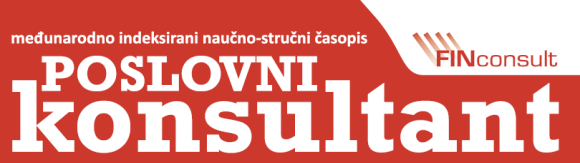 međunarodno indeksirani naučno-stručni časopis
FINconsult
POSLOVNI
konsultant